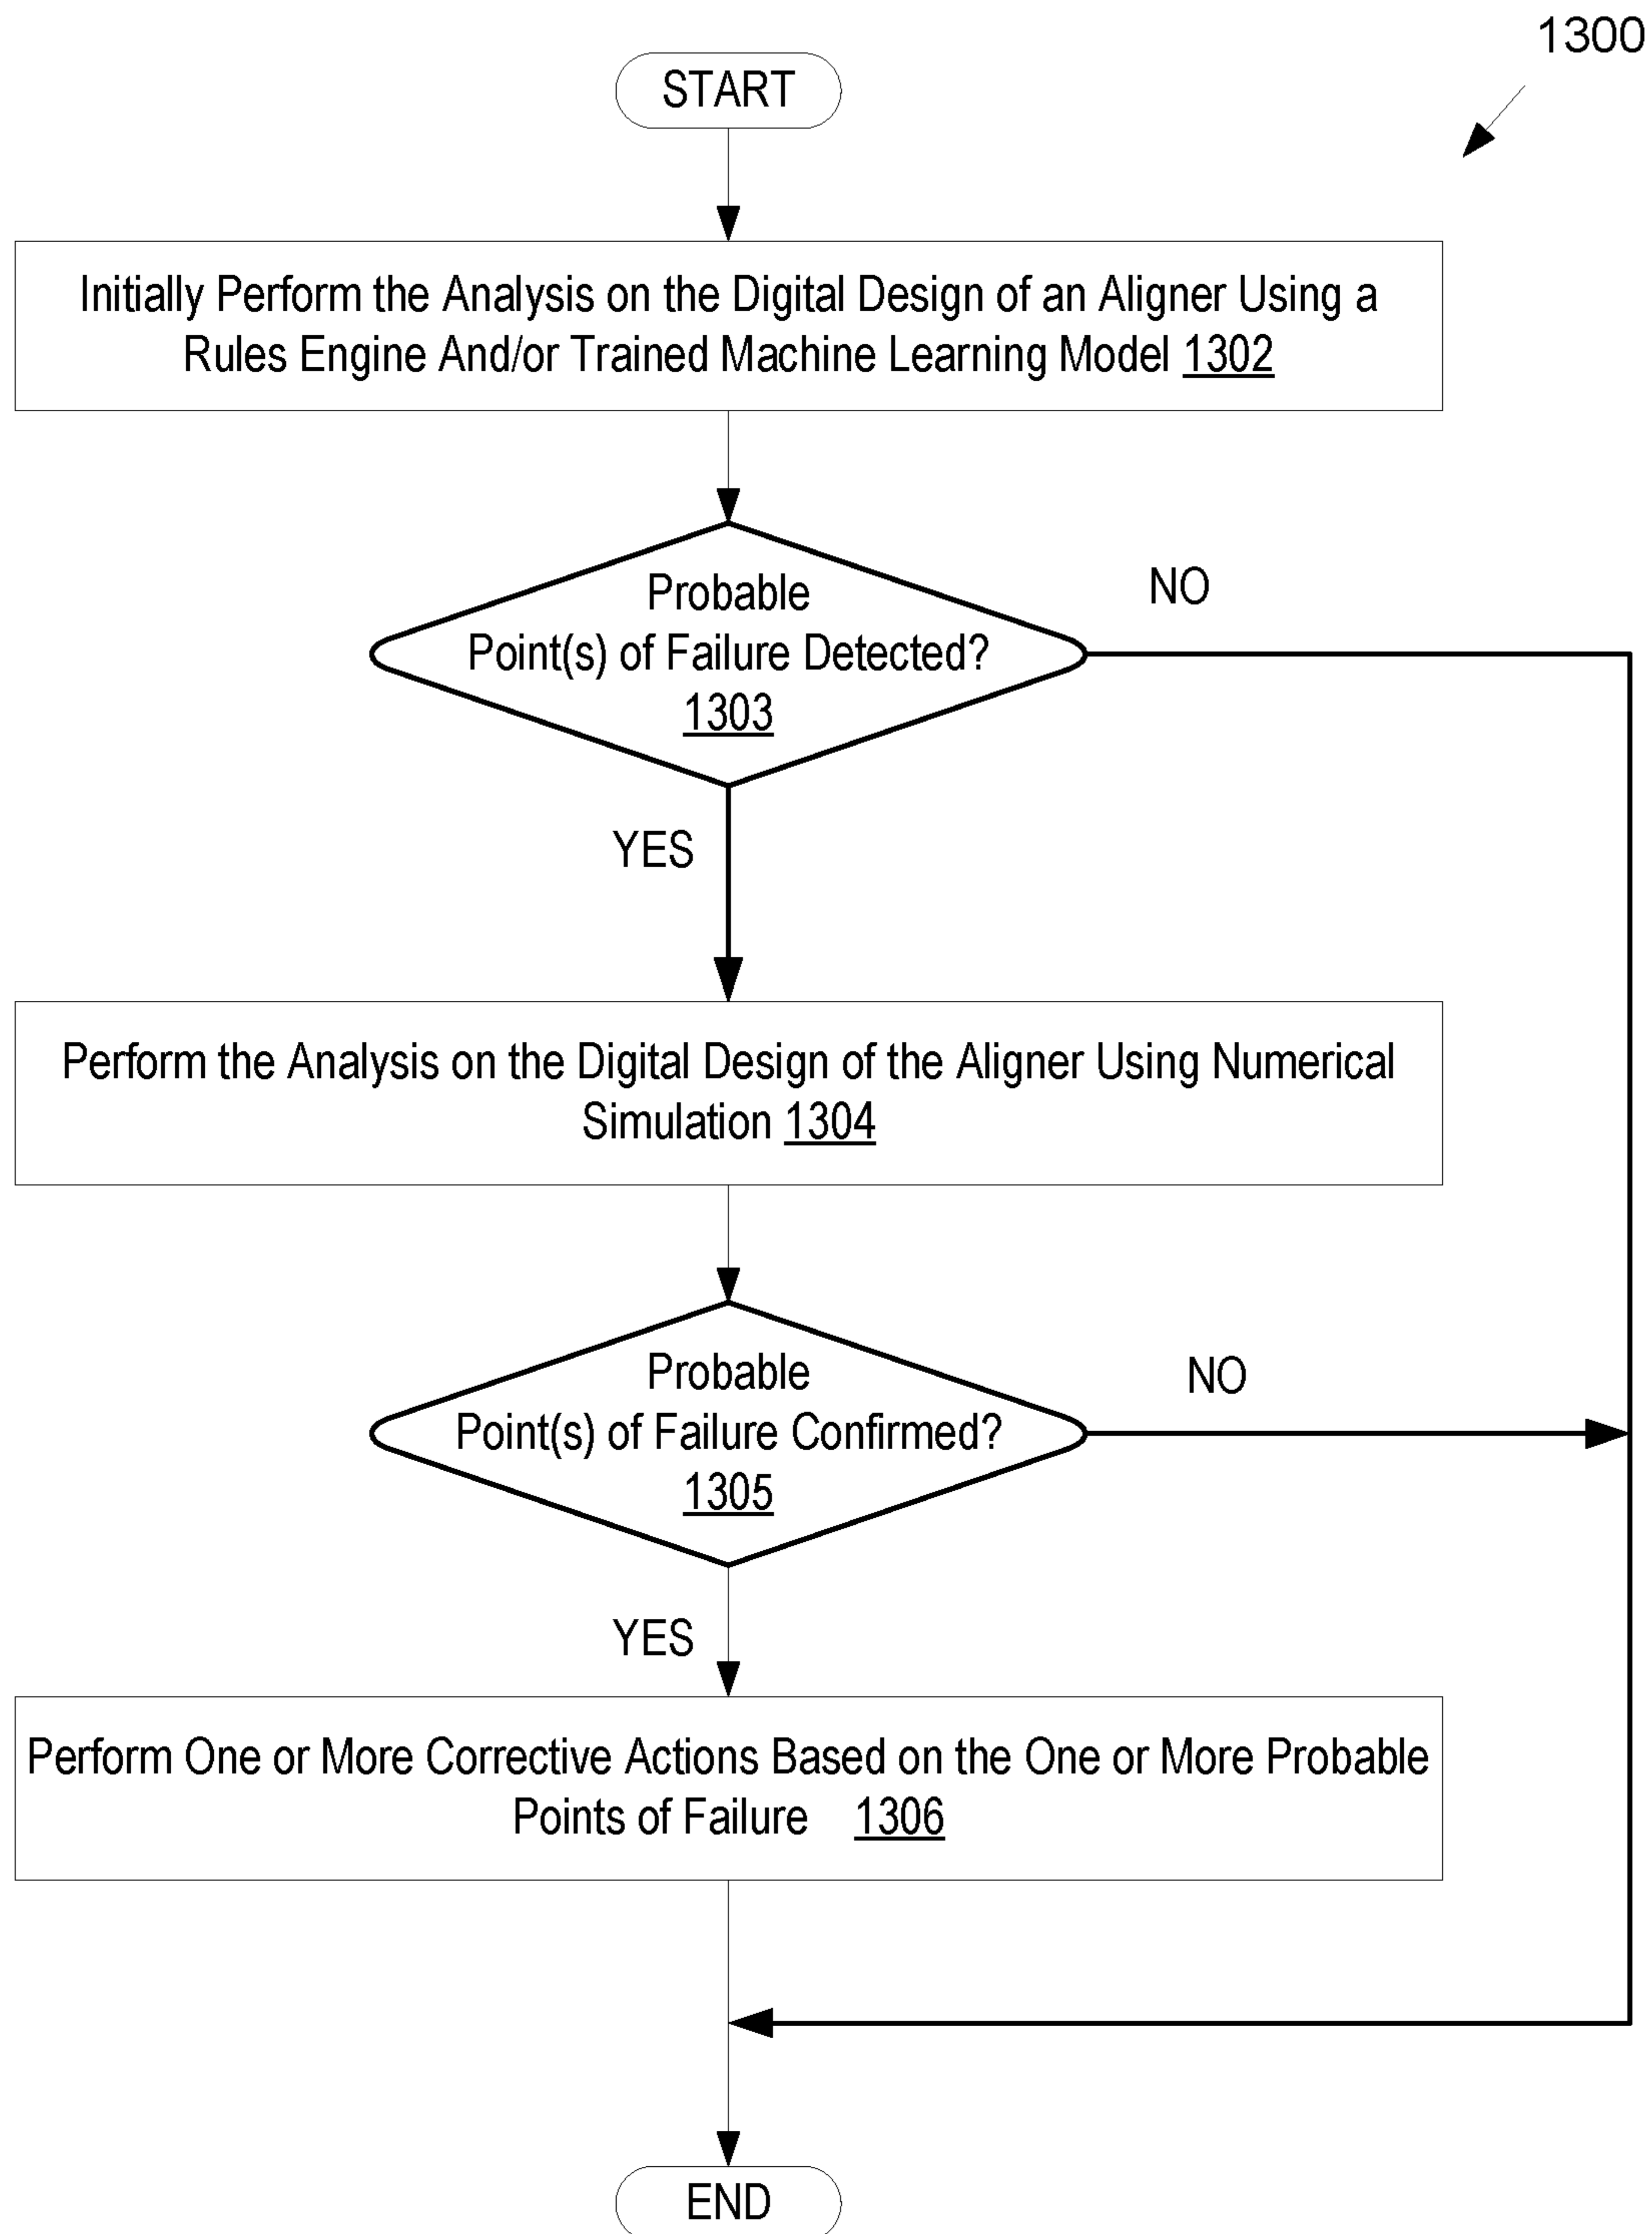 1300
START
Initially Perform the Analysis on the Digital Design of an Aligner Using a
Rules Engine And/or Trained Machine Learning Model 1302
Probable
Point(s) of Failure Detected?
1303
NO
YES
Perform the Analysis on the Digital Design of the Aligner Using Numerical
Simulation 1304
Probable
Point(s) of Failure Confirmed?
1305
NO
YES
Perform One or More Corrective Actions Based on the One or More Probable
Points of Failure 1306
END